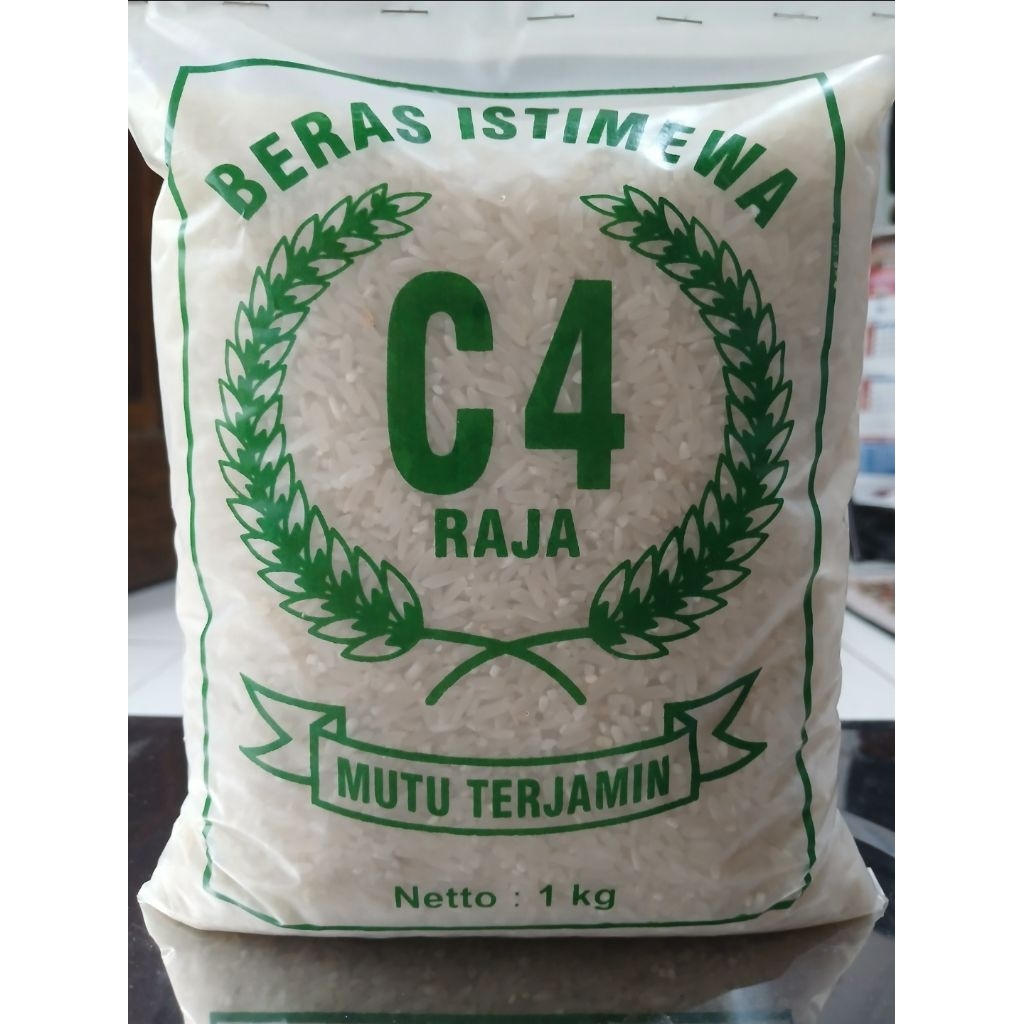 BERAS ISTIMEWA
C4
RAJA
MUTU TERJAMIN
Netto : 1 kg